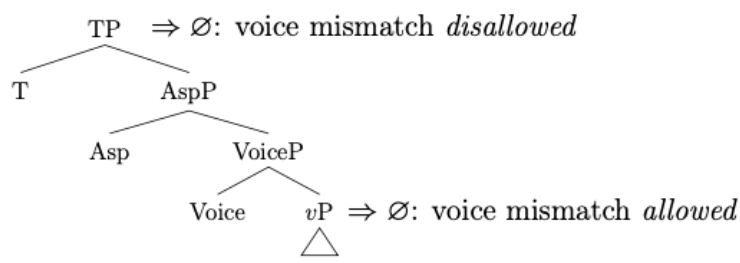 TP ⇒ ∅: voice mismatch disallowed
T AspP
Asp VoiceP
Voice vP ⇒ ∅: voice mismatch allowed